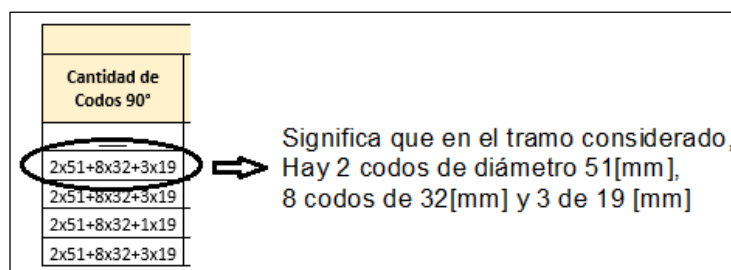 Cantidad de
Codos 90°
2x51+8x32+3x19
2x51+8x32+3x19
2x51+8x32+1x19
2x51+8x32+3x19
Significa que en el tramo considerado,
Hay 2 codos de diámetro 51[mm],
8 codos de 32[mm] y 3 de 19 [mm]